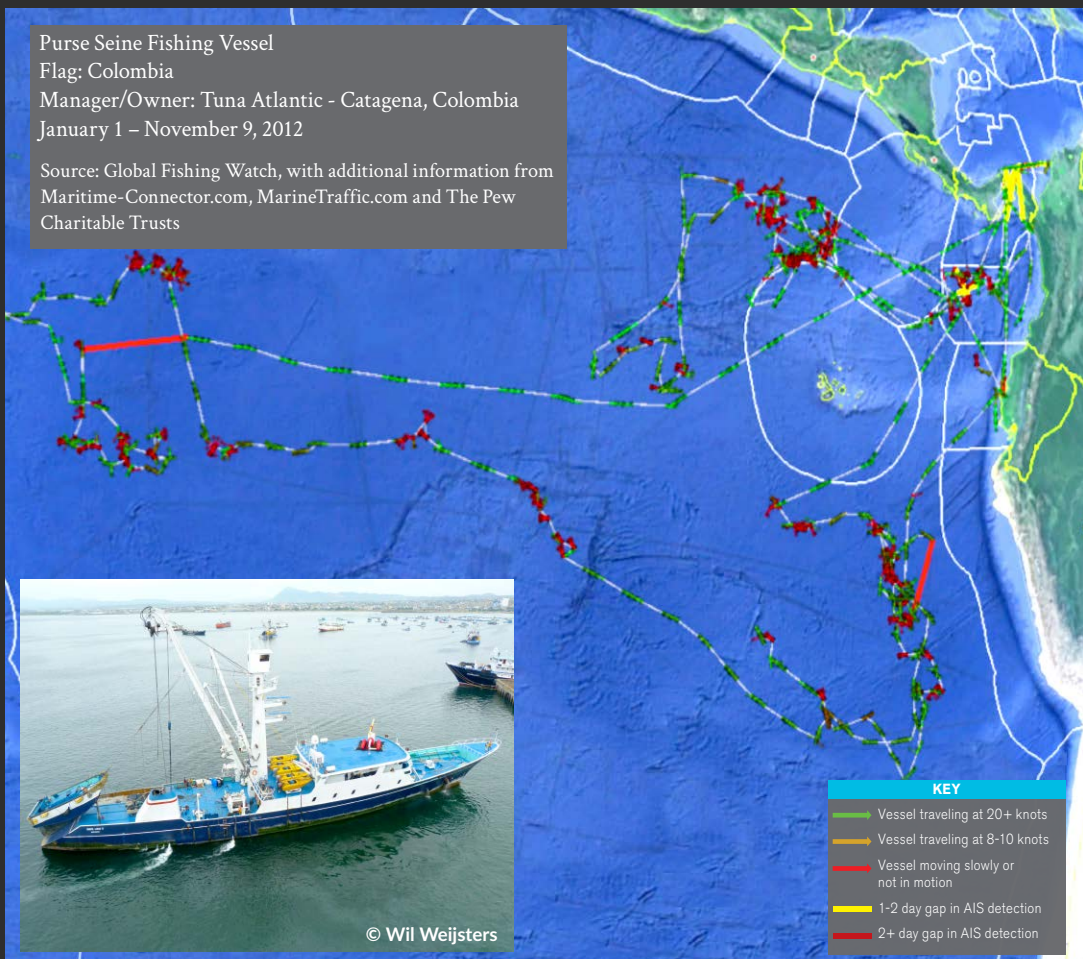 Purse Seine Fishing Vessel
Flag: Colombia
Manager/Owner: Tuna Atlantic - Catagena, Colombia
January 1 – November 9, 2012
Source: Global Fishing Watch, with additional information from
Maritime-Connector.com, MarineTraffic.com and The Pew
Charitable Trusts
© Wil Weijsters
KEY
Vessel traveling at 20+ knots
Vessel traveling at 8-10 knots
Vessel moving slowly or
not in motion
1-2 day gap in AIS detection
2+ day gap in AIS detection